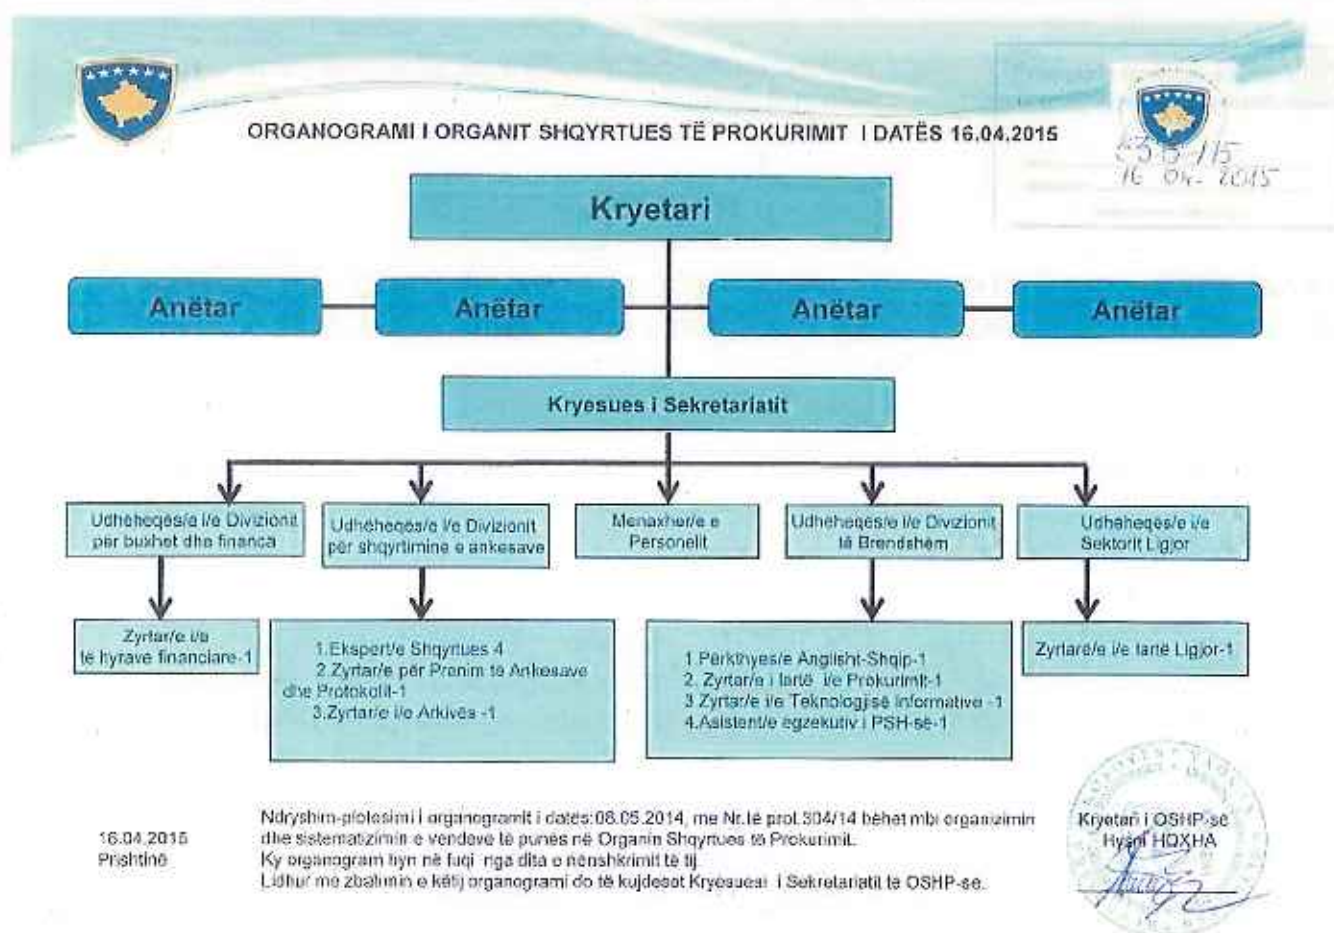 ORGANOGRAMI I ORGANIT SHQYRTUES TË PROKURIMIT I DATËS 16.04.2015
16 04. 2015
Kryetari
Anëtar
Anëtar
Anëtar
Anëtar
Kryesues i Sekretariatit
Udhëheqës/e i/e Divizionit
për buxhet dhe financa
Udhëheqës/e i/e Divizionit
për shqyrtimine e ankesave
Menaxher/e e
Personelit
Udhëheqës/e i/e Divizionit
të Brendshëm
Udhëheqës/e i/e
Sektorit Ligjor
Zyrtar/e i/e
të hyrave financiare-1
1.Ekspert/e Shqyrtues 4
2 Zyrtar/e për Pranim të Ankesave
dhe Protokollit-1
3.Zyrtar/e i/e Arkivës -1
1 Përkthyes/e Anglisht-Shqip-1
2. Zyrtar/e i lartë i/e Prokurimit-1
3 Zyrtar/e i/e Teknologjisë Informative -1
4.Asistent/e egzekutiv i PSH-së-1
Zyrtare/e i/e lartë Ligjor-1
16.04.2015
Prishtinë
Ndryshim-plotësimi i organogramit i datës:08.05.2014, me Nr.të prot.304/14 bëhet mbi organizimin
dhe sistematizimin e vendeve të punës në Organin Shqyrtues të Prokurimit.
Ky organogram hyn në fuqi nga dita e nënshkrimit të tij
Lidhur me zbatimin e këtij organogrami do të kujdeset Kryesuesi i Sekretariatit të OSHP-së.
Kryetari i OSHP-së
Hysni HOXHA